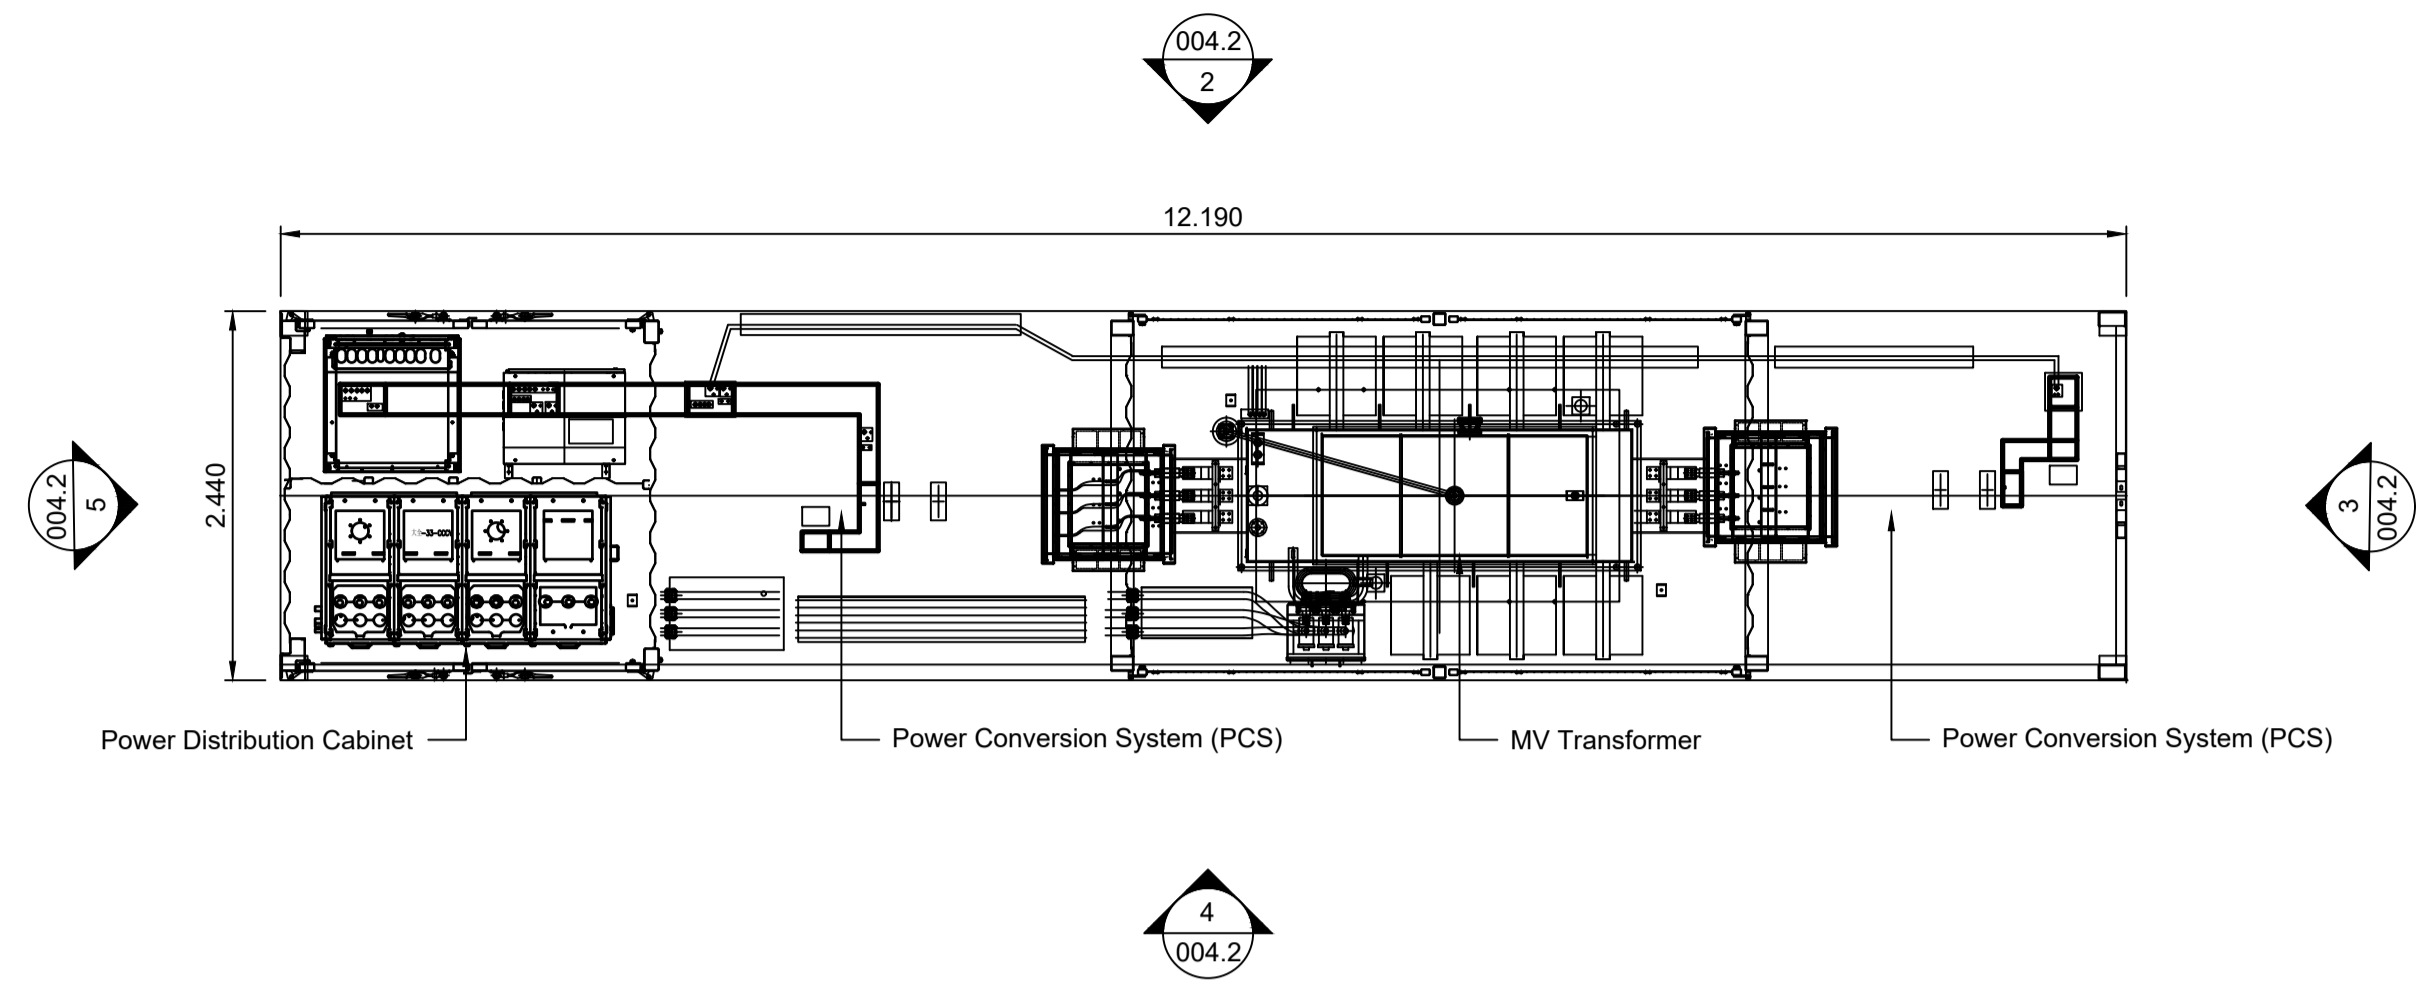 004.2
2
12.190
2.440
004.2
5
3
004.2
Power Distribution Cabinet
Power Conversion System (PCS)
MV Transformer
Power Conversion System (PCS)
4
004.2